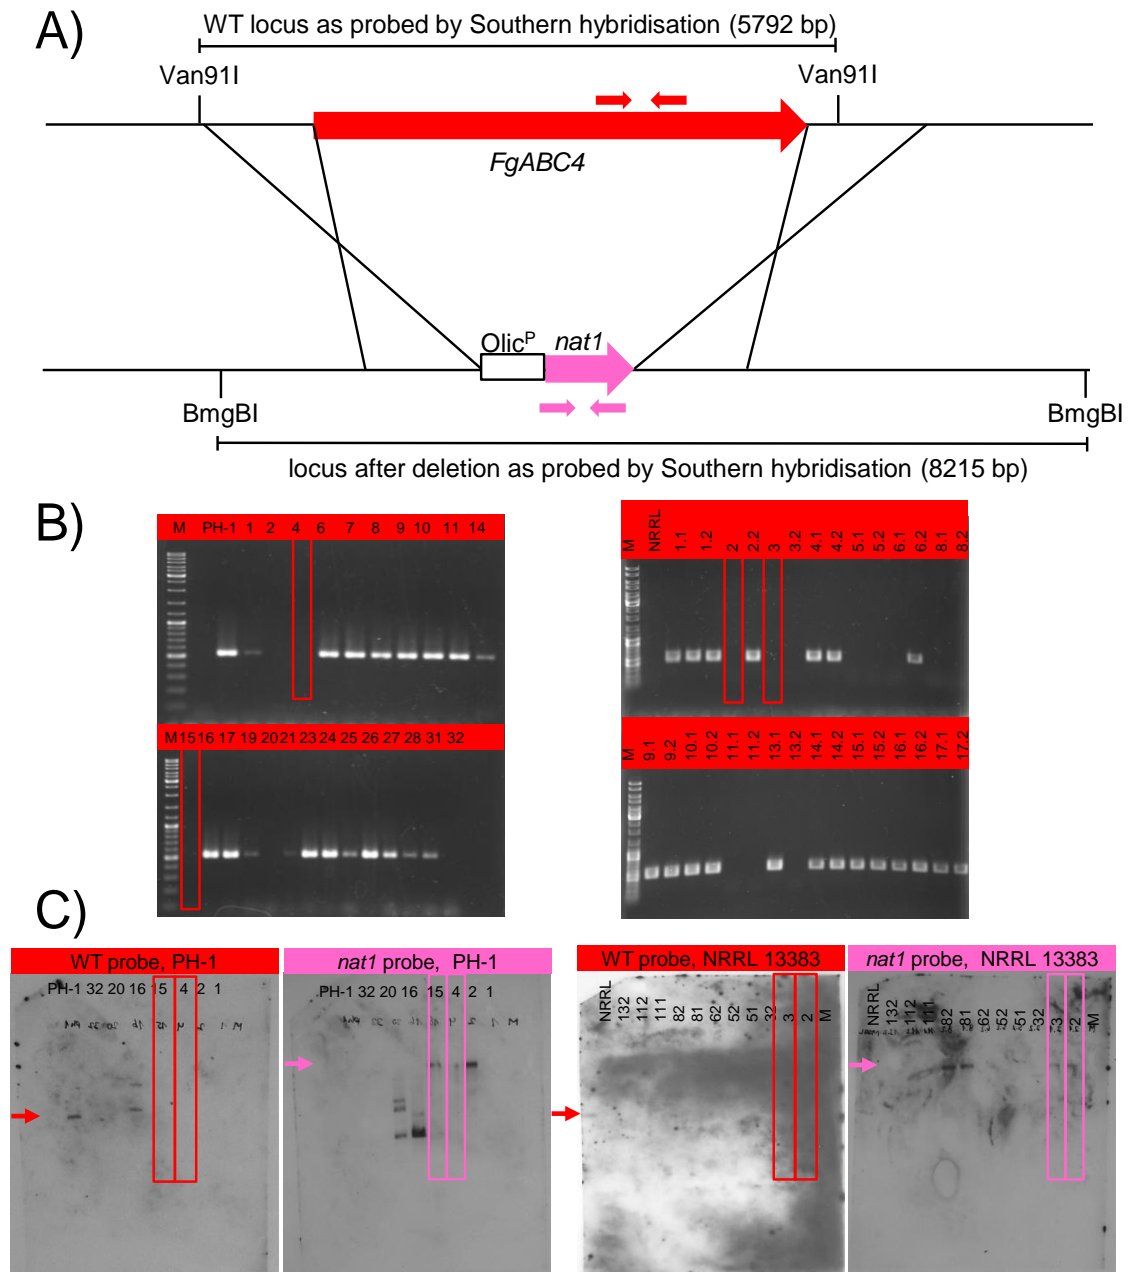 A)
WT locus as probed by Southern hybridisation (5792 bp)
Van91I Van91I
FgABC4
Olicᴾ nat1
BmgBI BmgBI
locus after deletion as probed by Southern hybridisation (8215 bp)
B)
M PH-1 1 2 4 6 7 8 9 10 11 14
M 15 16 17 19 20 21 23 24 25 26 27 28 31 32
M NRRL 1.1 1.2 2 2.2 3 3.2 4.1 4.2 5.1 5.2 6.1 6.2 8.1 8.2
M 9.1 9.2 10.1 10.2 11.1 11.2 13.1 13.2 14.1 14.2 15.1 15.2 16.1 16.2 17.1 17.2
C)
WT probe, PH-1
PH-1 32 20 16 15 4 2 1
nat1 probe, PH-1
PH-1 32 20 16 15 4 2 1
WT probe, NRRL 13383
NRRL 132 112 111 82 81 62 52 51 32 3 2 M
nat1 probe, NRRL 13383
NRRL 132 112 111 82 81 62 52 51 32 3 2 M